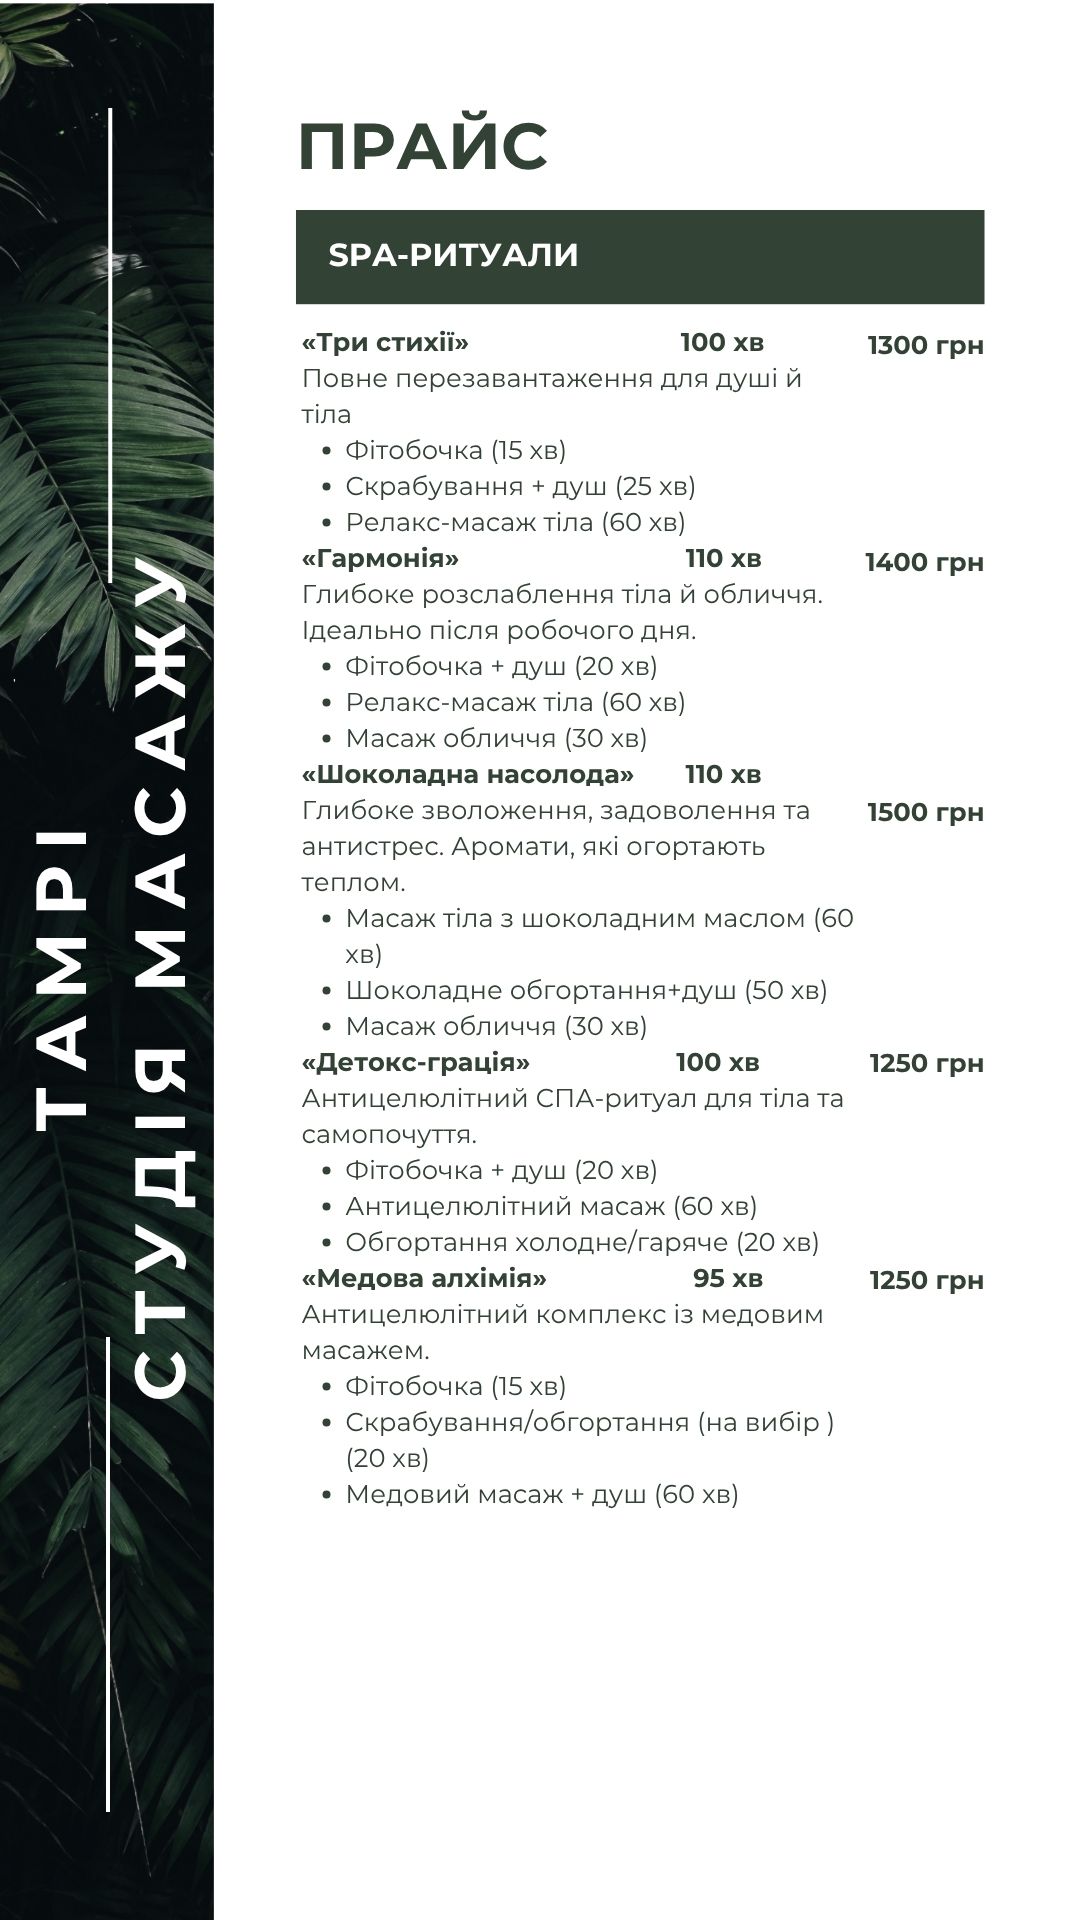 ТАМРІ
СТУДІЯ МАСАЖУ
ПРАЙС
SPA-РИТУАЛИ
«Три стихії» 100 хв 1300 грн
Повне перезавантаження для душі й
тіла
• Фітобочка (15 хв)
• Скрабування + душ (25 хв)
• Релакс-масаж тіла (60 хв)
«Гармонія» 110 хв 1400 грн
Глибоке розслаблення тіла й обличчя.
Ідеально після робочого дня.
• Фітобочка + душ (20 хв)
• Релакс-масаж тіла (60 хв)
• Масаж обличчя (30 хв)
«Шоколадна насолода» 110 хв
Глибоке зволоження, задоволення та 1500 грн
антистрес. Аромати, які огортають
теплом.
• Масаж тіла з шоколадним маслом (60
хв)
• Шоколадне обгортання+душ (50 хв)
• Масаж обличчя (30 хв)
«Детокс-грація» 100 хв 1250 грн
Антицелюлітний СПА-ритуал для тіла та
самопочуття.
• Фітобочка + душ (20 хв)
• Антицелюлітний масаж (60 хв)
• Обгортання холодне/гаряче (20 хв)
«Медова алхімія» 95 хв 1250 грн
Антицелюлітний комплекс із медовим
масажем.
• Фітобочка (15 хв)
• Скрабування/обгортання (на вибір )
(20 хв)
• Медовий масаж + душ (60 хв)